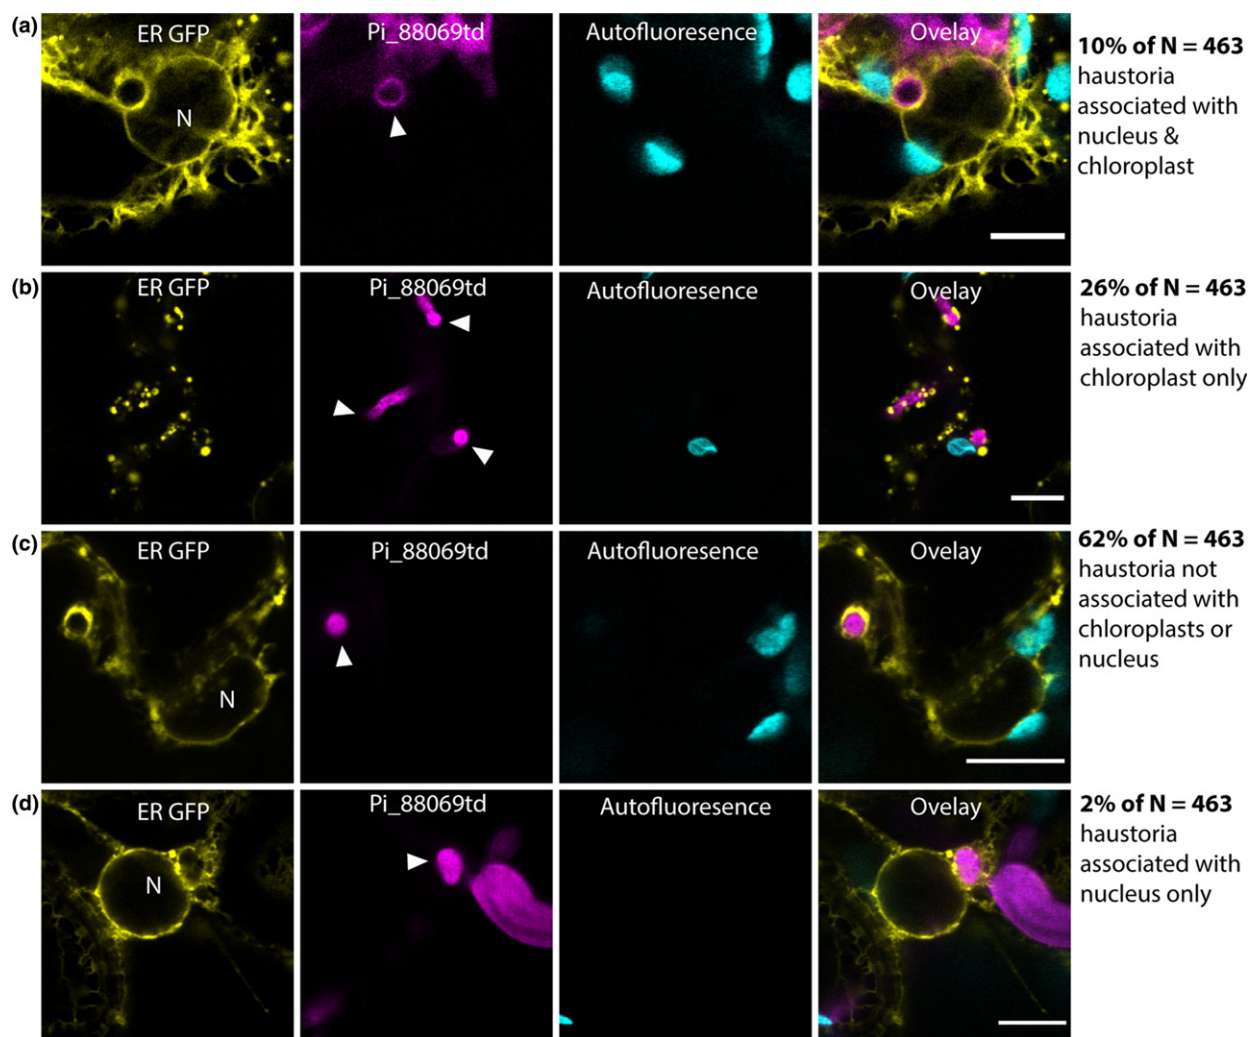 (a) ER GFP Pi_88069td Autofluoresence Ovelay
N
10% of N = 463
haustoria
associated with
nucleus &
chloroplast
(b) ER GFP Pi_88069td Autofluoresence Ovelay
26% of N = 463
haustoria
associated with
chloroplast only
(c) ER GFP Pi_88069td Autofluoresence Ovelay
N
62% of N = 463
haustoria not
associated with
chloroplasts or
nucleus
(d) ER GFP Pi_88069td Autofluoresence Ovelay
N
2% of N = 463
haustoria
associated with
nucleus only